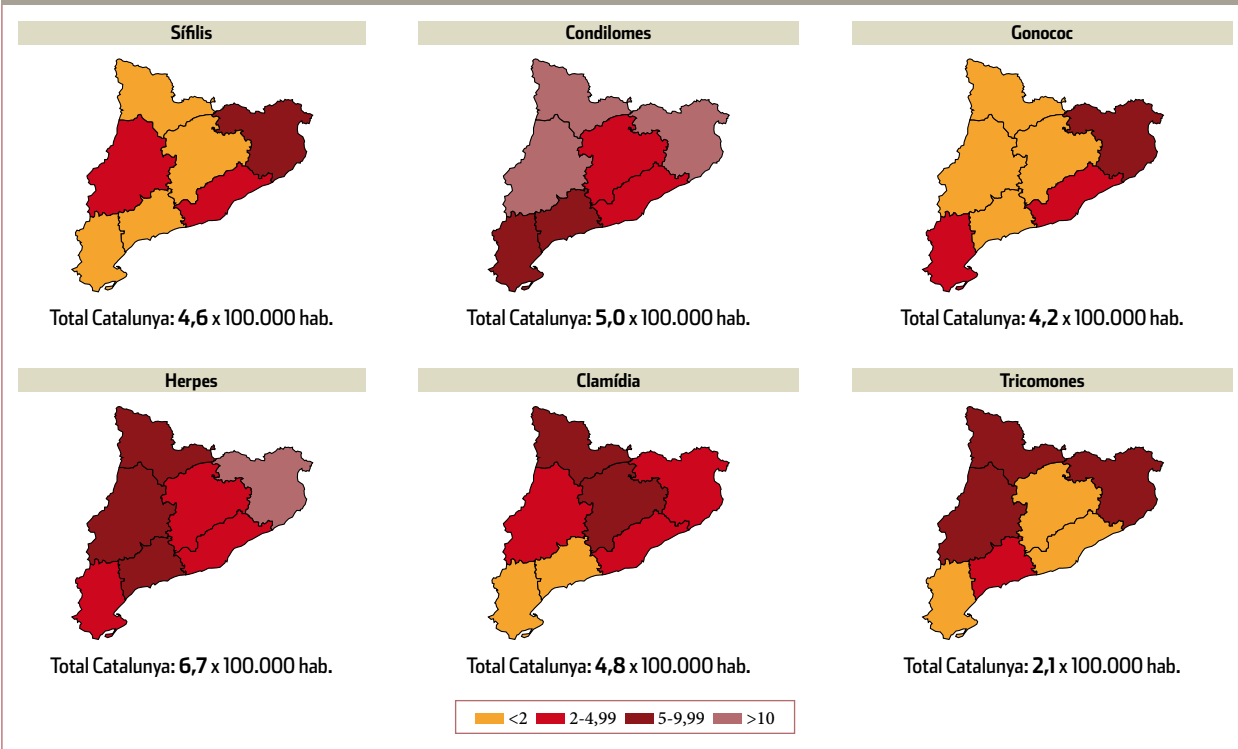 Sífilis
Condilomes
Gonococ
Total Catalunya: 4,6 x 100.000 hab.
Total Catalunya: 5,0 x 100.000 hab.
Total Catalunya: 4,2 x 100.000 hab.
Herpes
Clamídia
Tricomones
Total Catalunya: 6,7 x 100.000 hab.
Total Catalunya: 4,8 x 100.000 hab.
Total Catalunya: 2,1 x 100.000 hab.
<2 2-4,99 5-9,99 >10